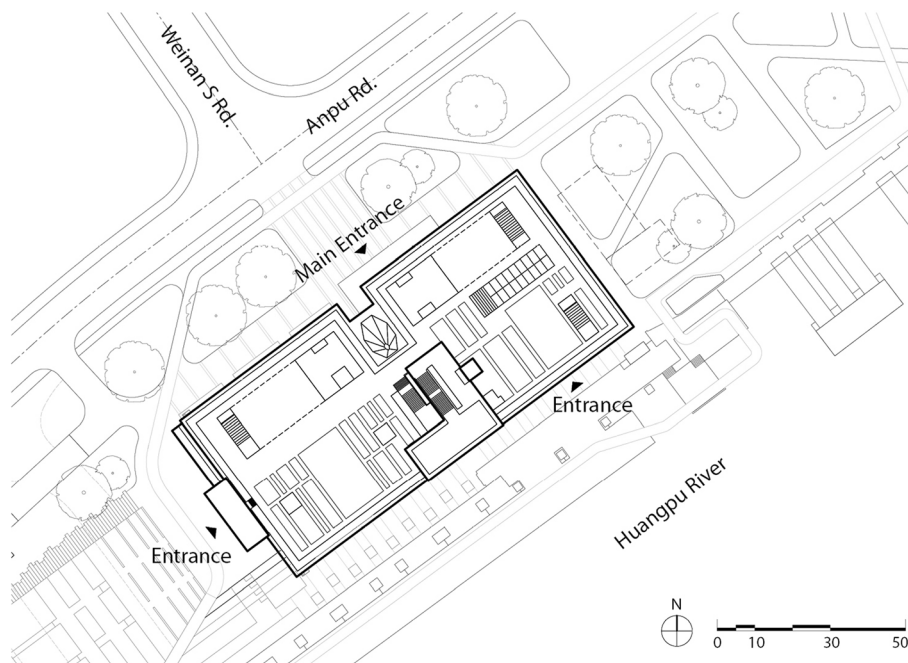 Weinan S Rd.
Anpu Rd.
Main Entrance
Entrance
Entrance
Huangpu River
N
0 10 30 50